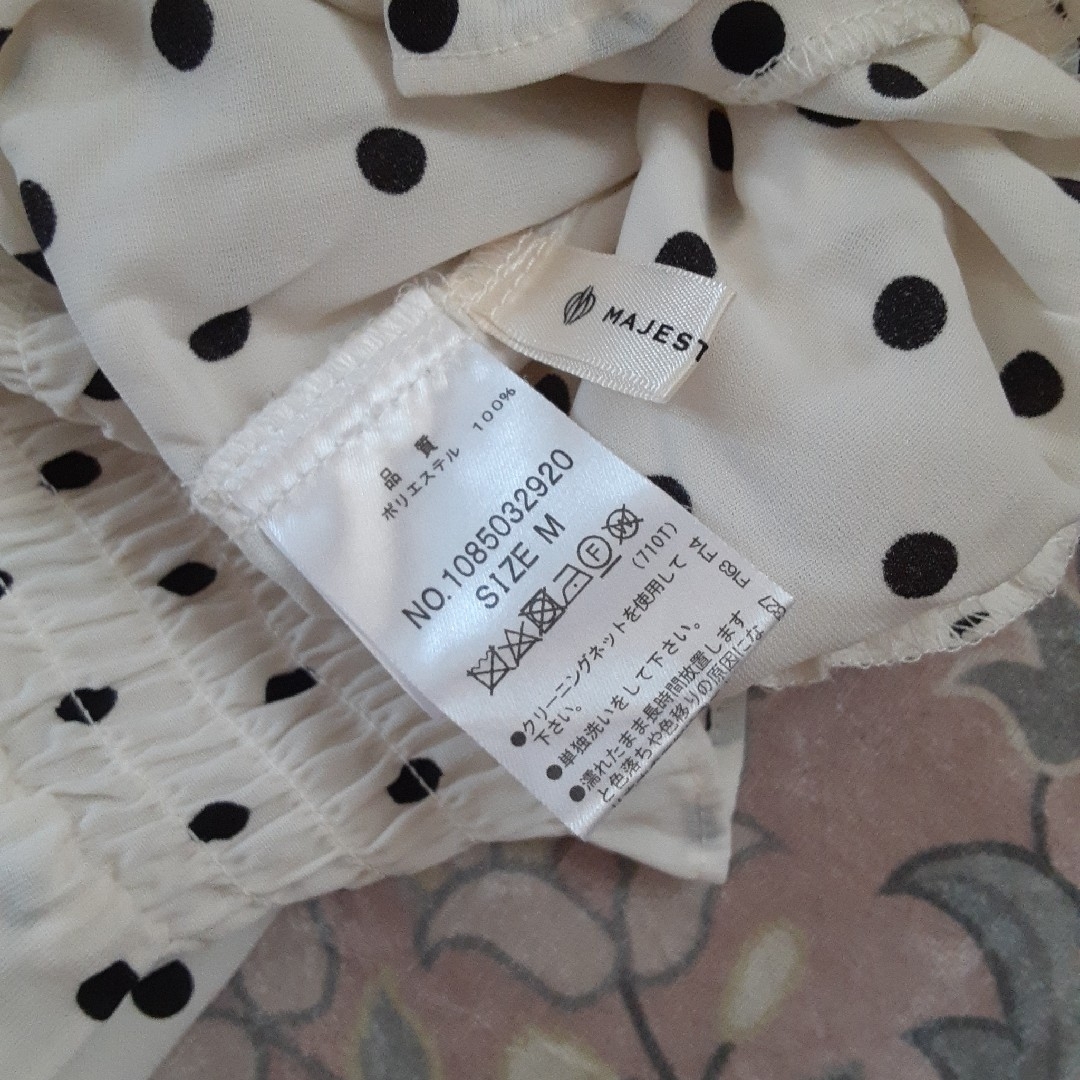 MAJEST
品質
ポリエステル 100%
NO.1085032920
SIZE M
F
W
(710T)
●クリーニングネットを使用して
下さい。
●単独洗いをして下さい。
●濡れたまま長時間放置します
と色落ちや色移りの原因にな